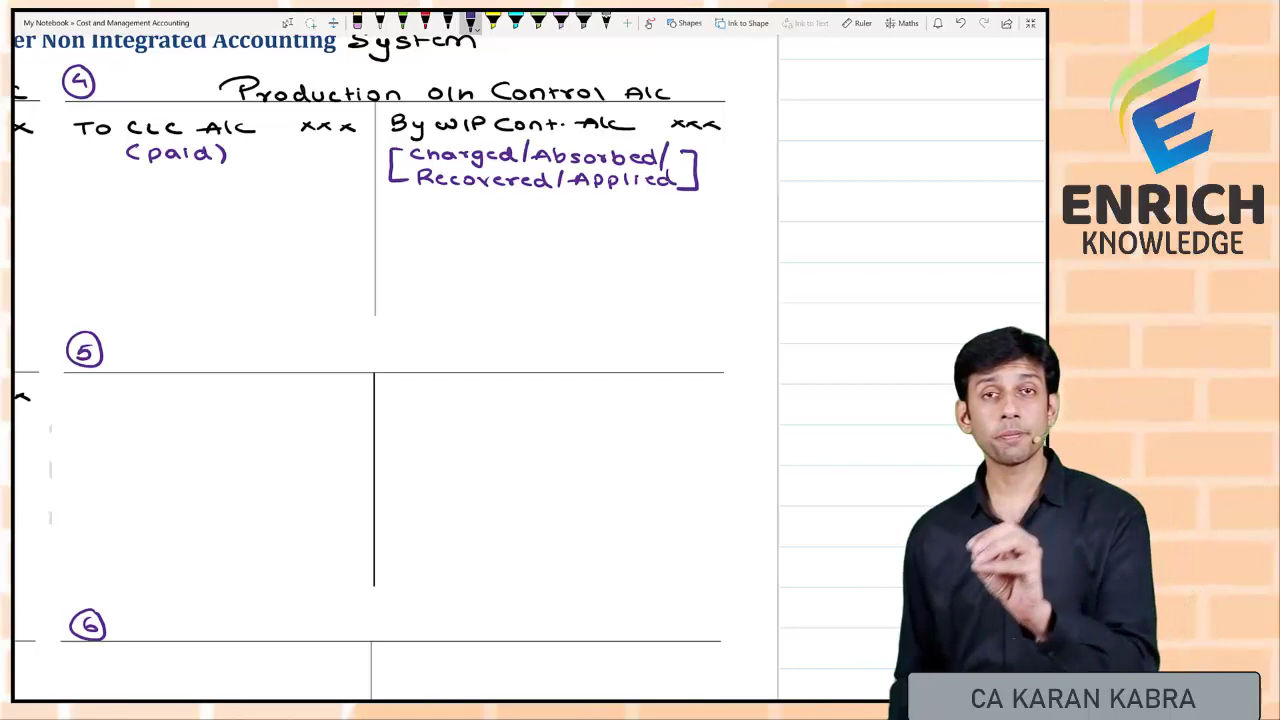 My Notebook » Cost and Management Accounting
Shapes
Ink to Shape
Ink to Text
Ruler
Maths
er Non Integrated Accounting System
4
Production o/h Control A/c
To CLC A/c xxx
(paid)
By WIP Cont. A/c xxx
[Charged/Absorbed/
Recovered/Applied]
5
6
ENRICH
KNOWLEDGE
CA KARAN KABRA